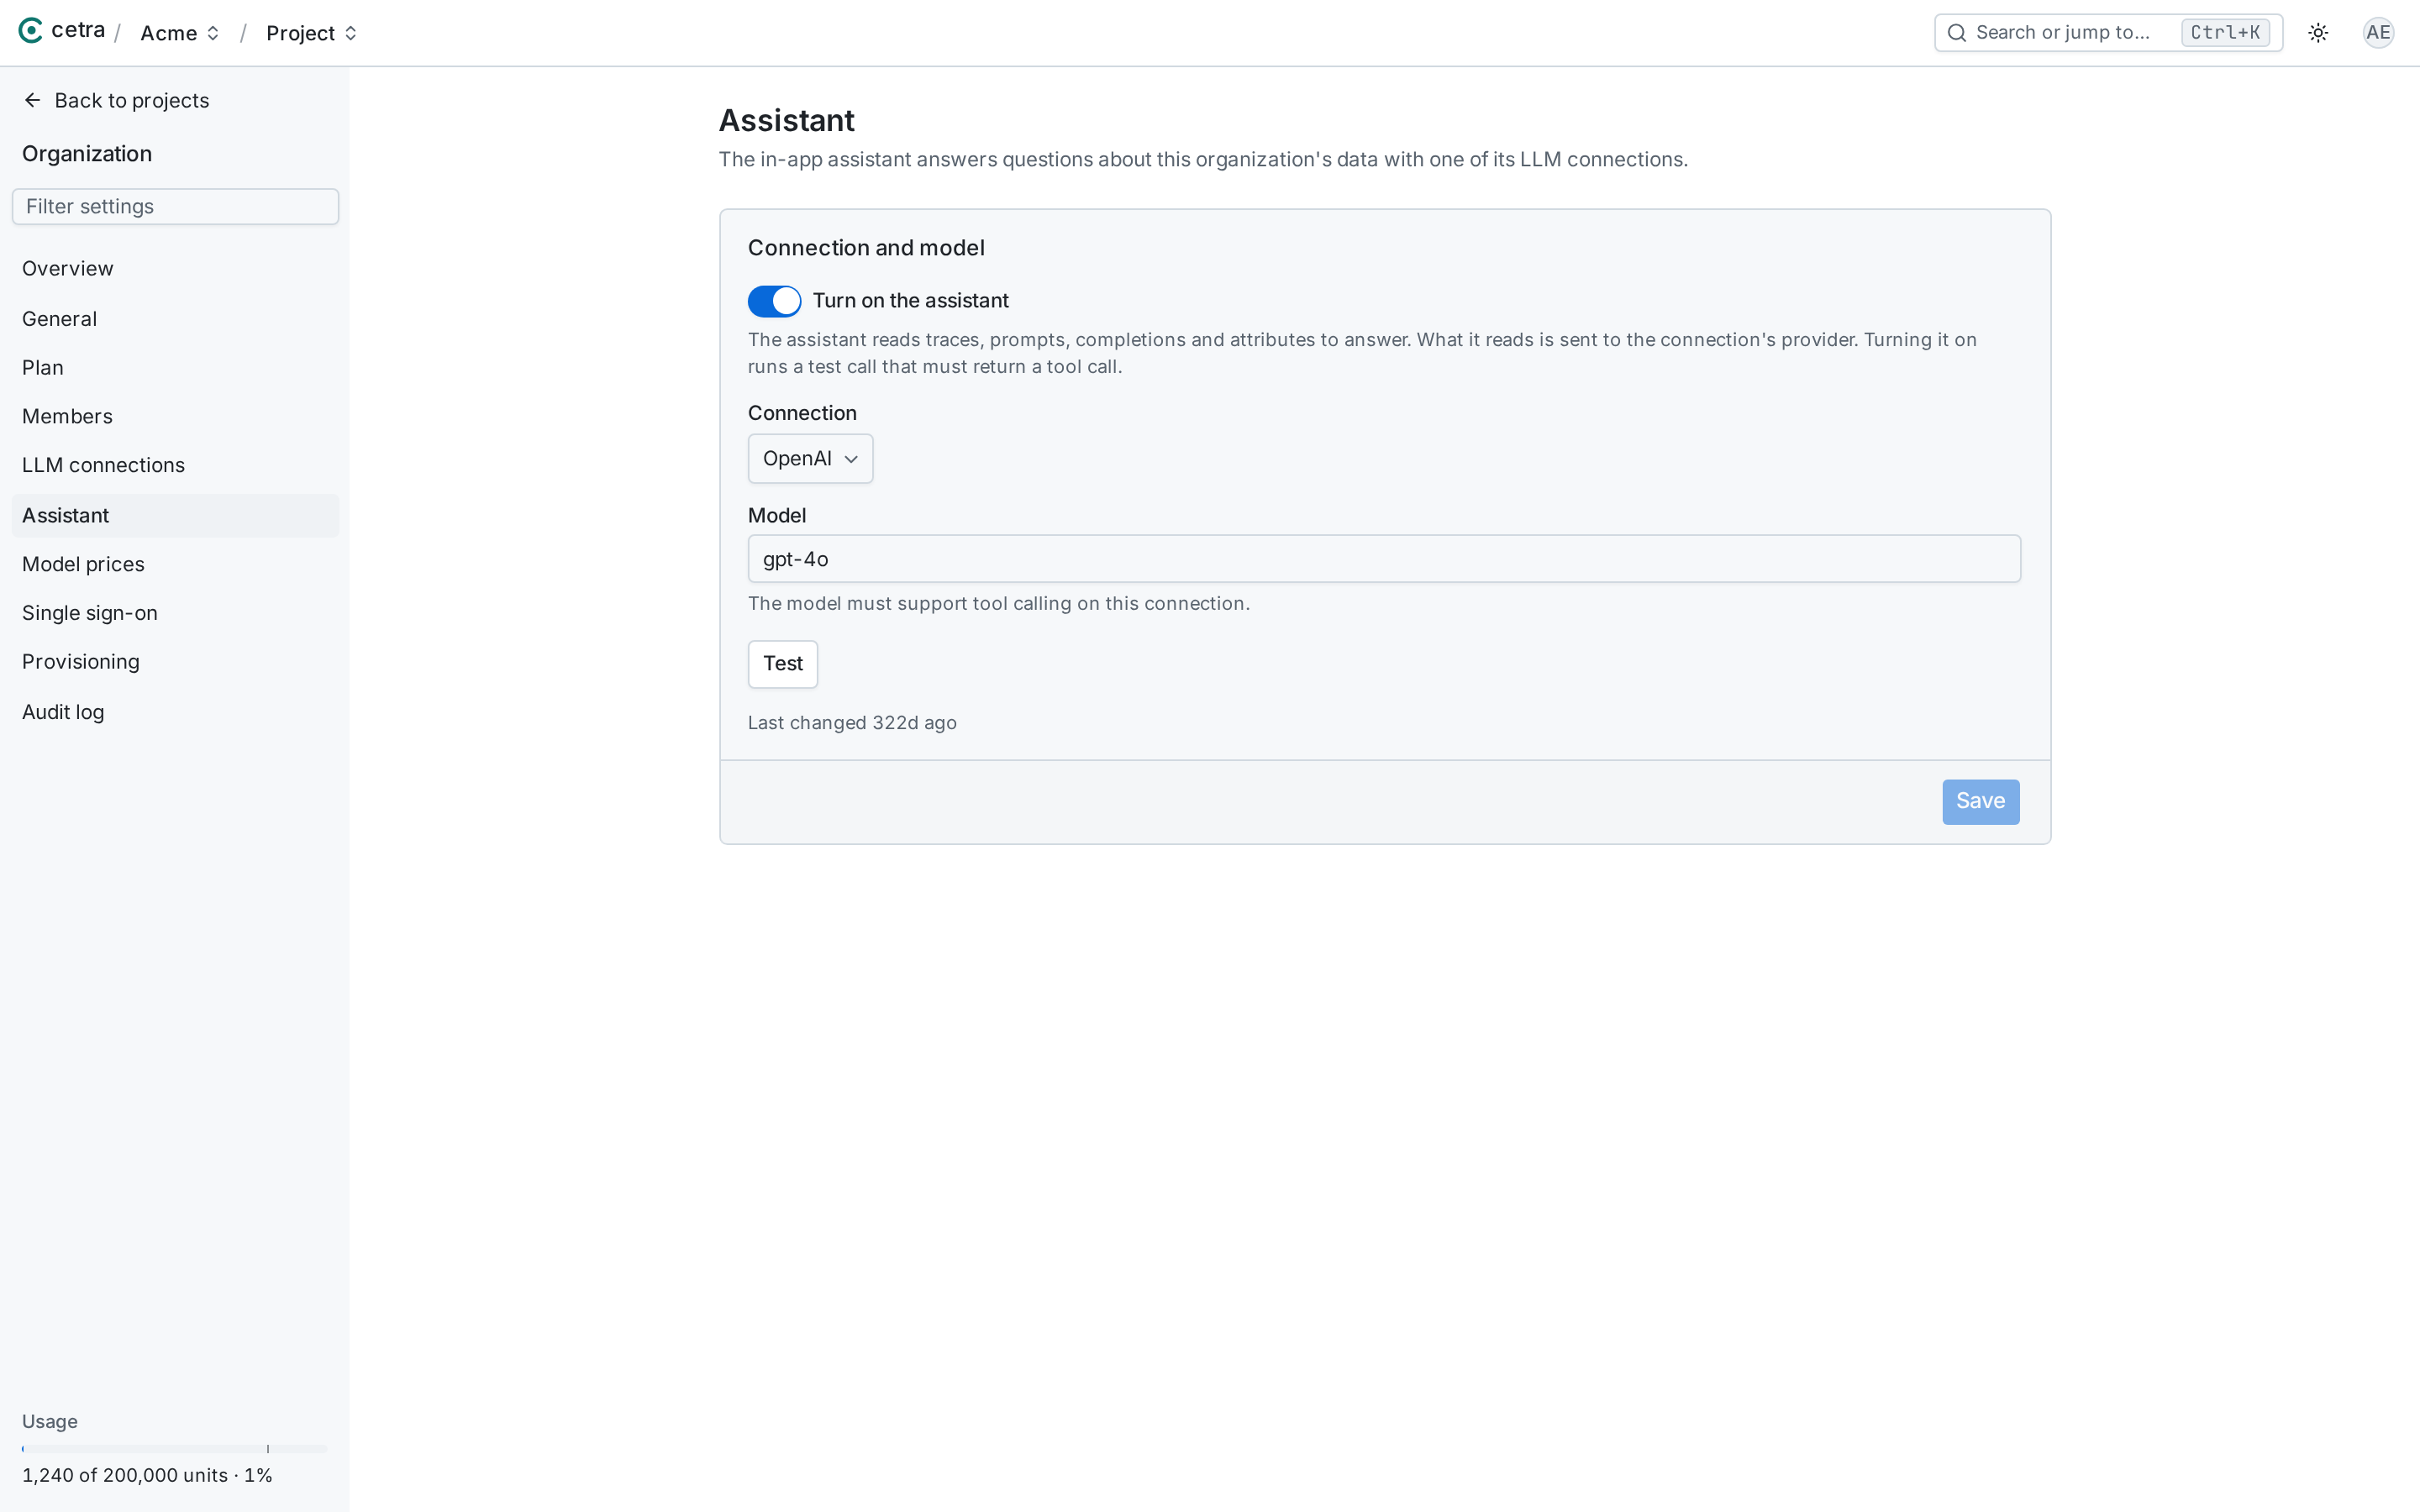 cetra / Acme / Project
Search or jump to... Ctrl+K
AE
Back to projects
Organization
Filter settings
Overview
General
Plan
Members
LLM connections
Assistant
Model prices
Single sign-on
Provisioning
Audit log
Usage
1,240 of 200,000 units · 1%
Assistant
The in-app assistant answers questions about this organization's data with one of its LLM connections.
Connection and model
Turn on the assistant
The assistant reads traces, prompts, completions and attributes to answer. What it reads is sent to the connection's provider. Turning it on
runs a test call that must return a tool call.
Connection
OpenAI
Model
gpt-4o
The model must support tool calling on this connection.
Test
Last changed 322d ago
Save